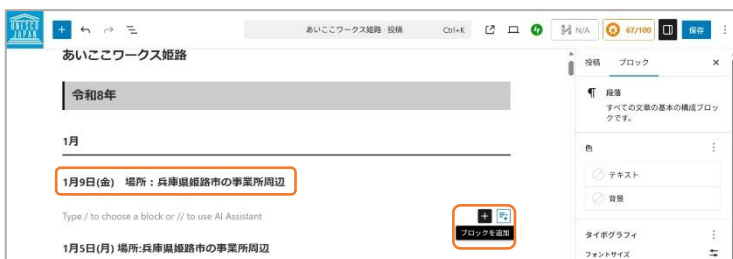 UNESCO
JAPAN
あいここワークス姫路 · 投稿
Ctrl+K
N/A
67/100
保存
あいここワークス姫路
令和8年
1月
1月9日(金)　場所：兵庫県姫路市の事業所周辺
Type / to choose a block or // to use AI Assistant
ブロックを追加
1月5日(月) 場所:兵庫県姫路市の事業所周辺
投稿
ブロック
段落
すべての文章の基本の構成ブロッ
クです。
色
テキスト
背景
タイポグラフィ
フォントサイズ